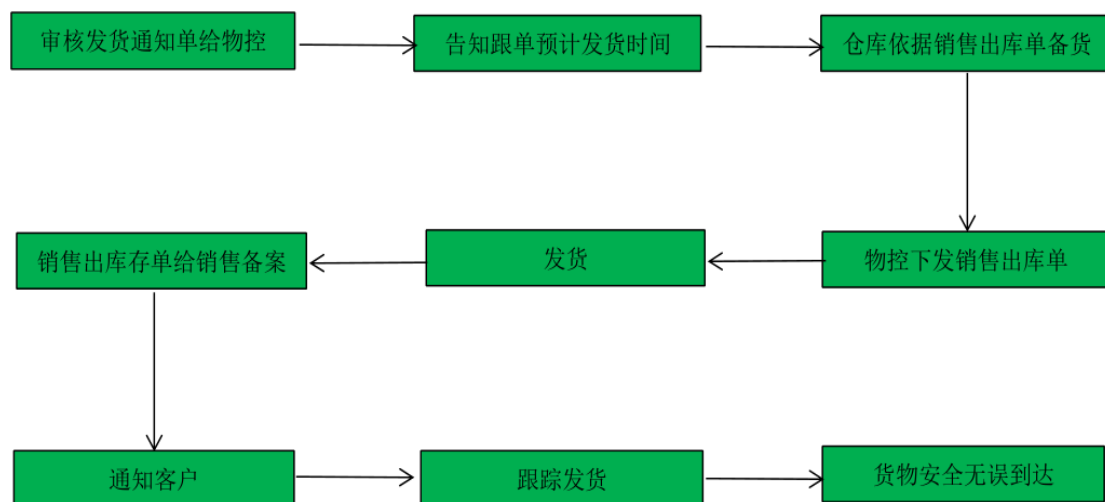 审核发货通知单给物控
告知跟单预计发货时间
仓库依据销售出库单备货
物控下发销售出库单
发货
销售出库存单给销售备案
通知客户
跟踪发货
货物安全无误到达